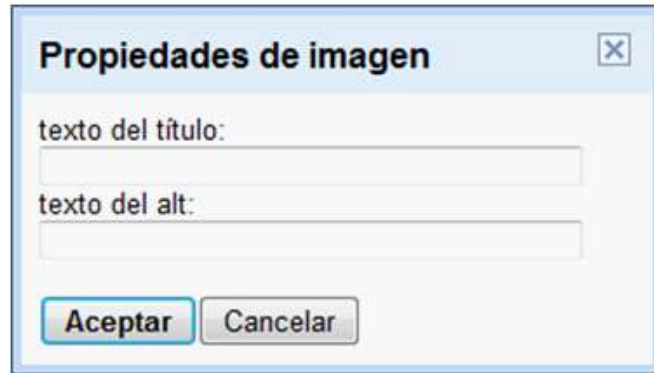 Propiedades de imagen
texto del título:
texto del alt:
Aceptar Cancelar